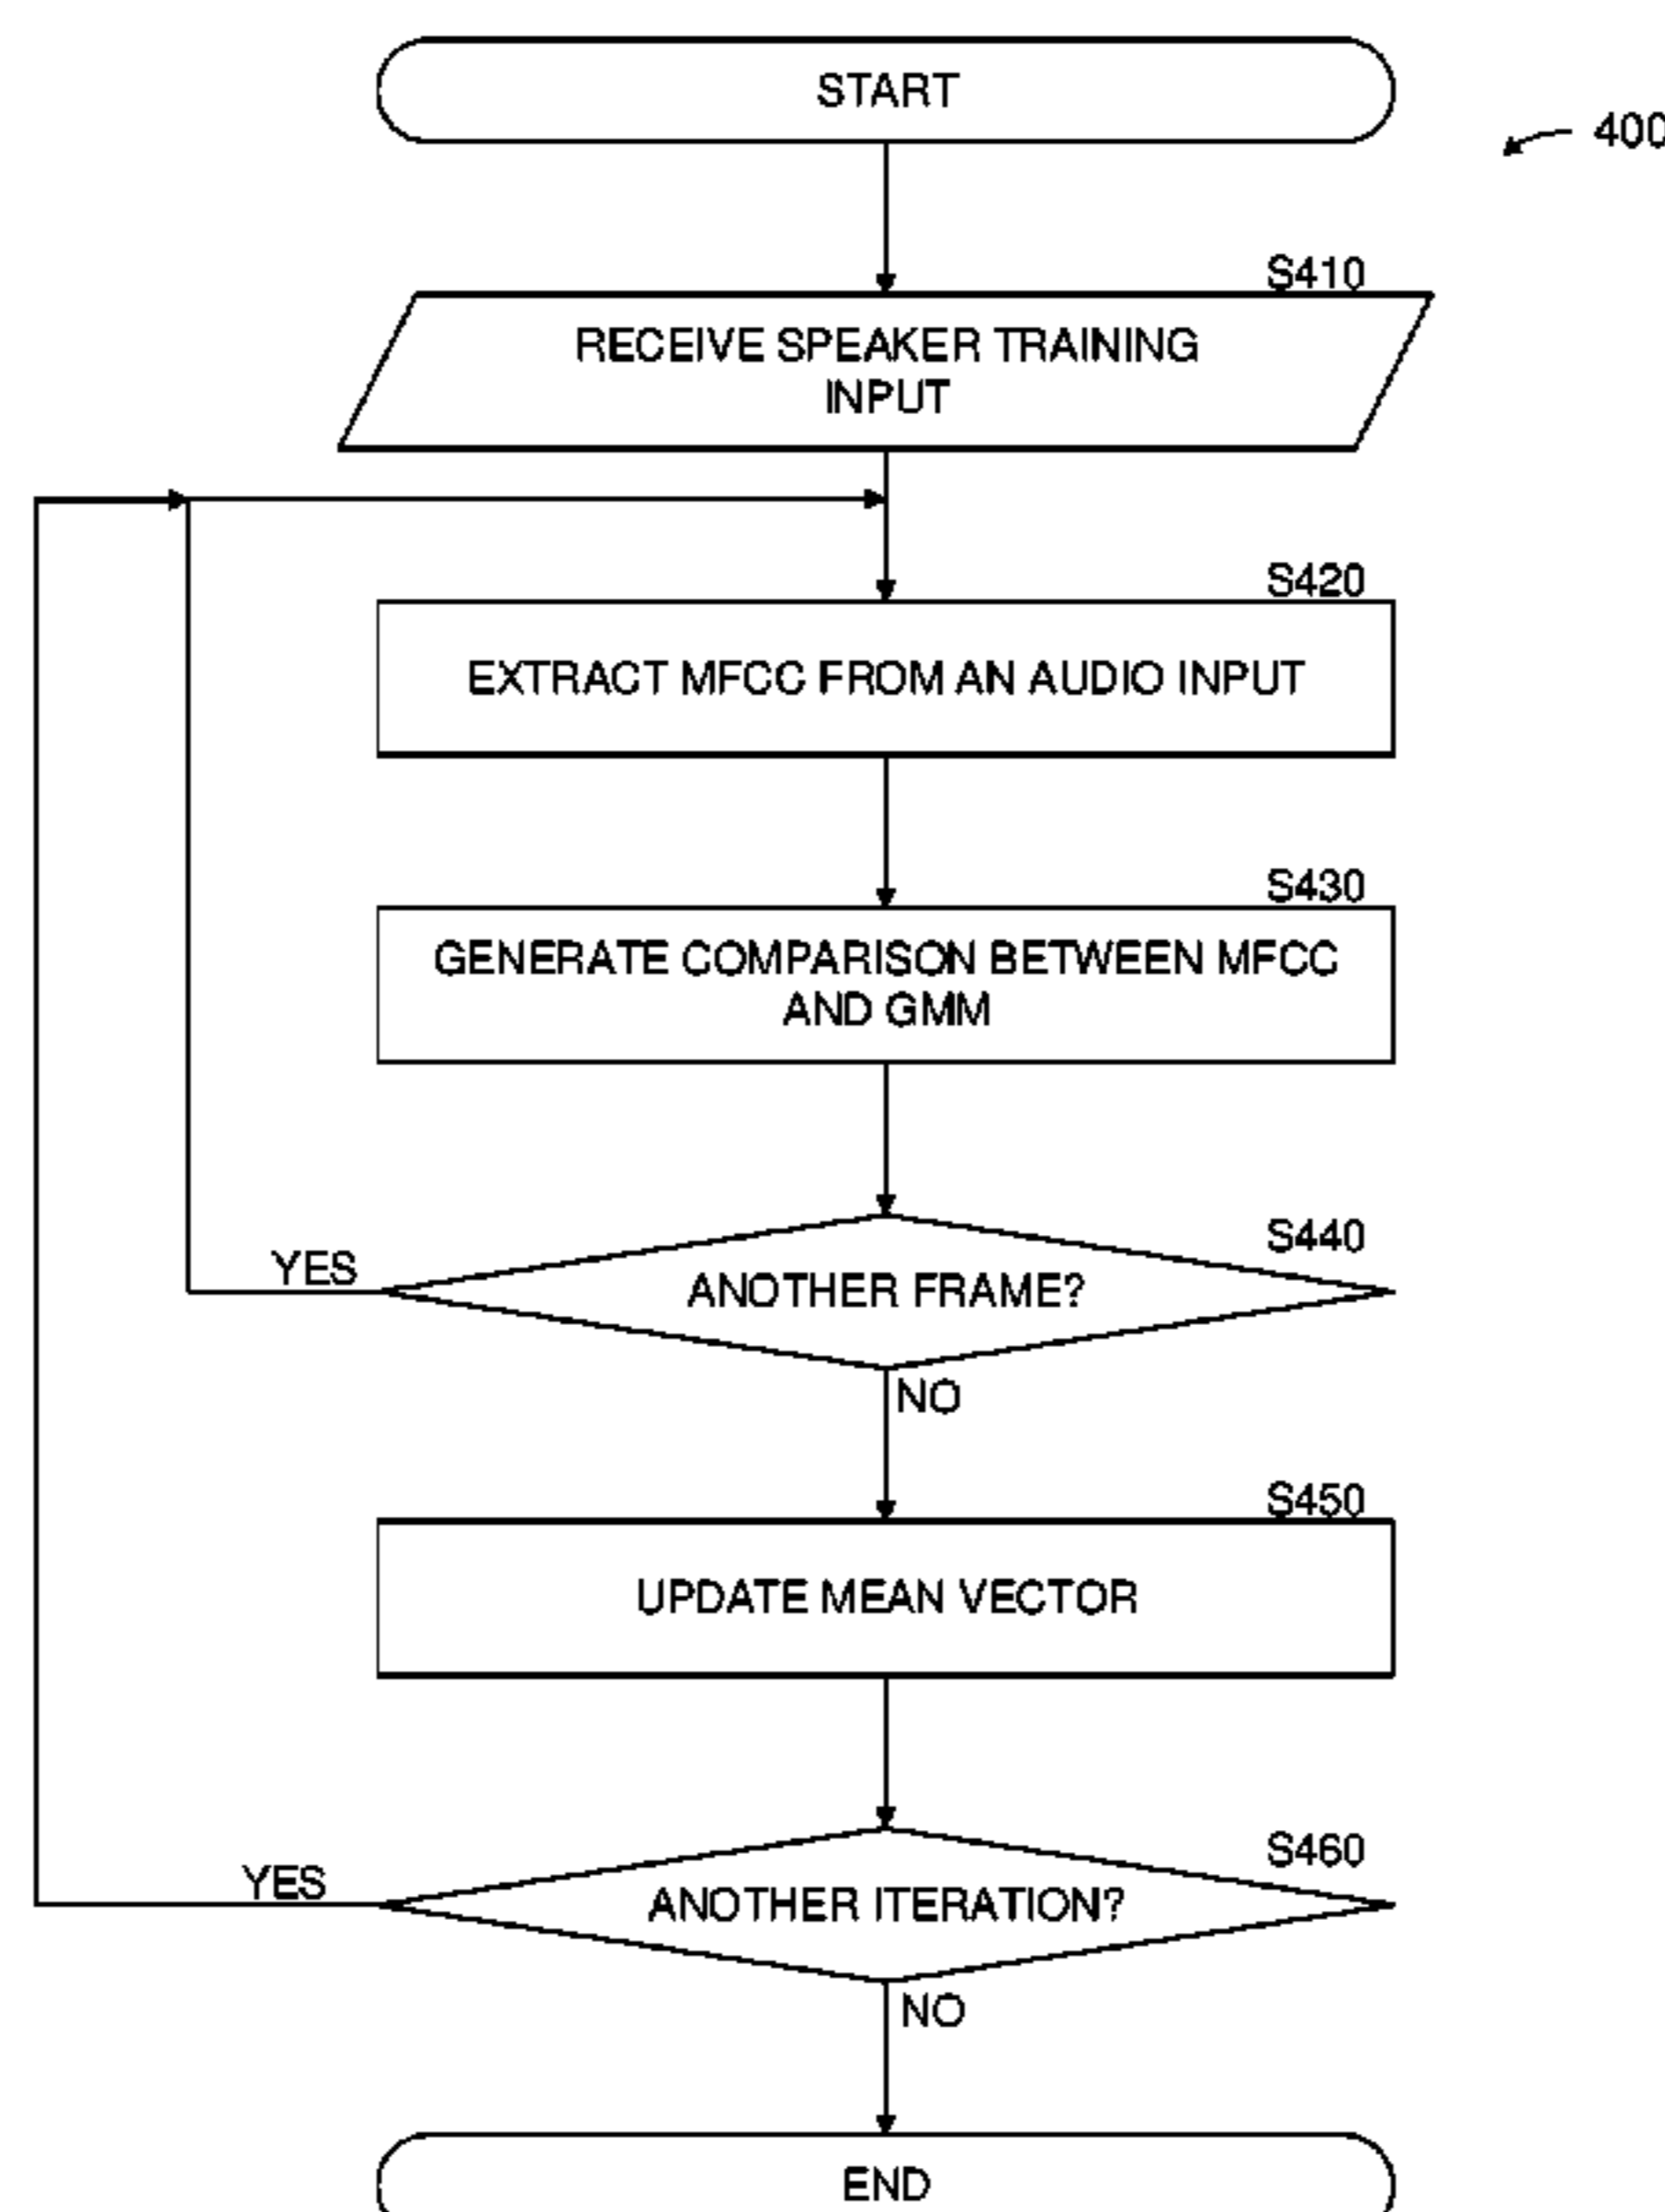 START
400
S410
RECEIVE SPEAKER TRAINING
INPUT
S420
EXTRACT MFCC FROM AN AUDIO INPUT
S430
GENERATE COMPARISON BETWEEN MFCC
AND GMM
S440
YES
ANOTHER FRAME?
NO
S450
UPDATE MEAN VECTOR
S460
YES
ANOTHER ITERATION?
NO
END